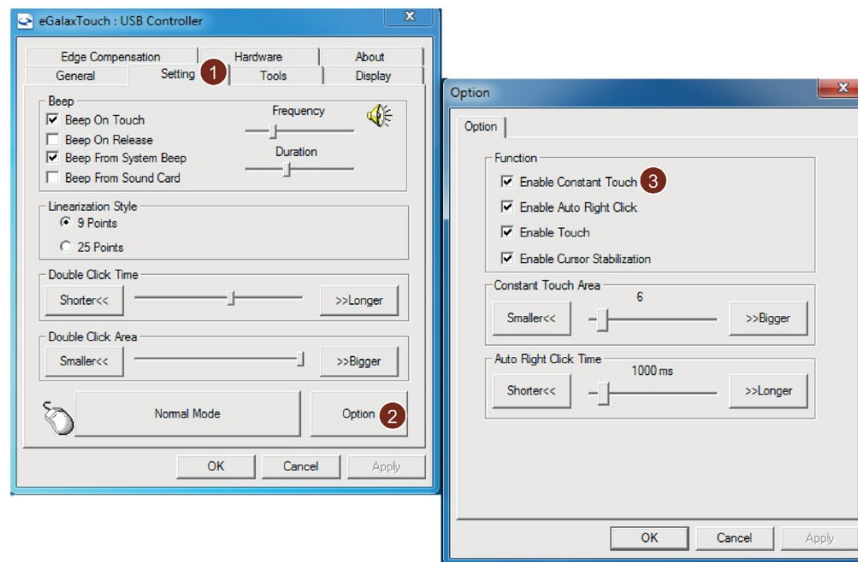 eGalaxTouch : USB Controller
Edge Compensation Hardware About
General Setting 1 Tools Display
Beep
Beep On Touch
Beep On Release
Beep From System Beep
Beep From Sound Card
Frequency
Duration
Linearization Style
9 Points
25 Points
Double Click Time
Shorter<< >>Longer
Double Click Area
Smaller<< >>Bigger
Normal Mode Option 2
OK Cancel Apply
Option
Option
Function
Enable Constant Touch 3
Enable Auto Right Click
Enable Touch
Enable Cursor Stabilization
Constant Touch Area
6
Smaller<< >>Bigger
Auto Right Click Time
1000 ms
Shorter<< >>Longer
OK Cancel Apply